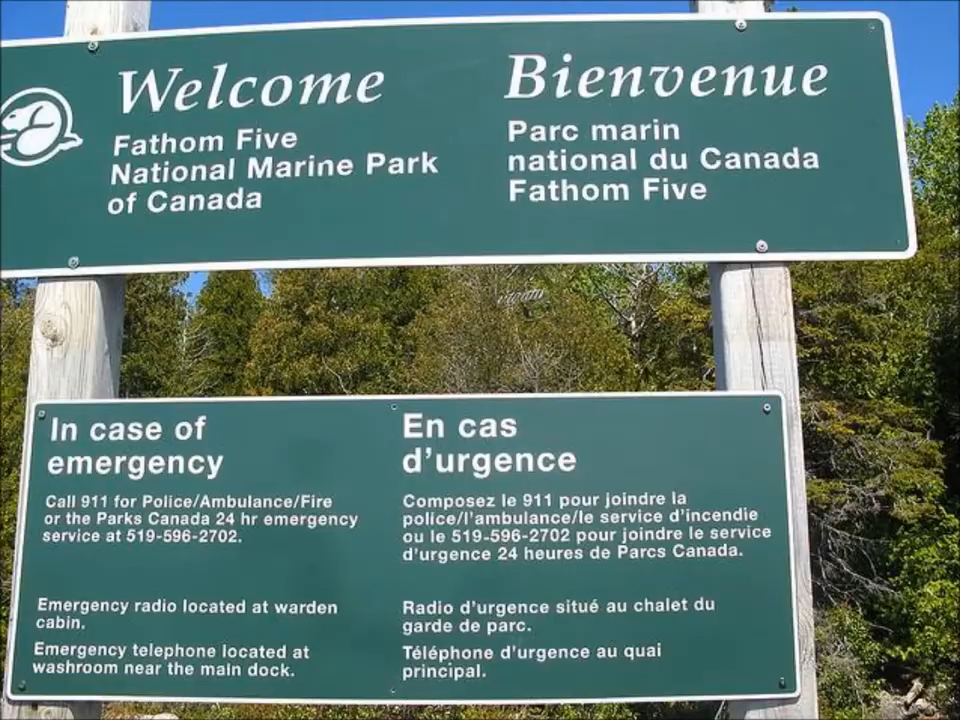 Welcome
Fathom Five
National Marine Park
of Canada
Bienvenue
Parc marin
national du Canada
Fathom Five
In case of
emergency
Call 911 for Police/Ambulance/Fire
or the Parks Canada 24 hr emergency
service at 519-596-2702.
Emergency radio located at warden
cabin.
Emergency telephone located at
washroom near the main dock.
En cas
d'urgence
Composez le 911 pour joindre la
police/l'ambulance/le service d'incendie
ou le 519-596-2702 pour joindre le service
d'urgence 24 heures de Parcs Canada.
Radio d'urgence situé au chalet du
garde de parc.
Téléphone d'urgence au quai
principal.